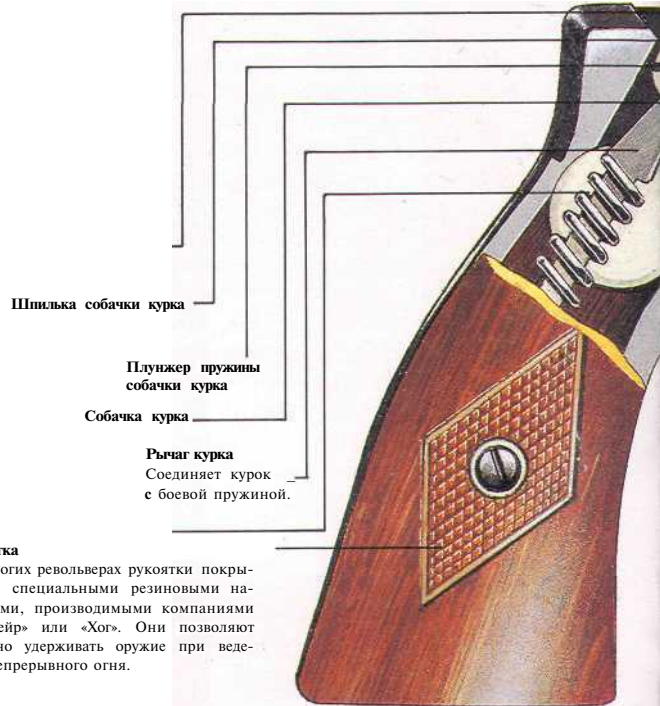 Шпилька собачки курка
Плунжер пружины
собачки курка
Собачка курка
Рычаг курка
Соединяет курок
с боевой пружиной.
тка
огих револьверах рукоятки покры-
специальными резиновыми на-
ми, производимыми компаниями
ейр» или «Хог». Они позволяют
но удерживать оружие при веде-
епрерывного огня.